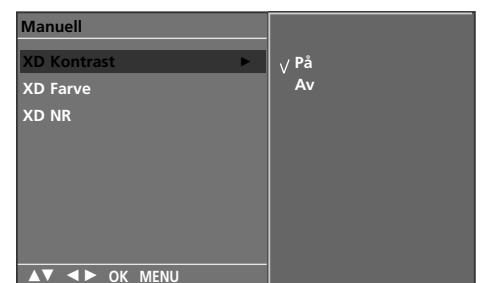 Manuell
XD Kontrast ►
√ På
Av
XD Farve
XD NR
▲▼ ◄► OK MENU